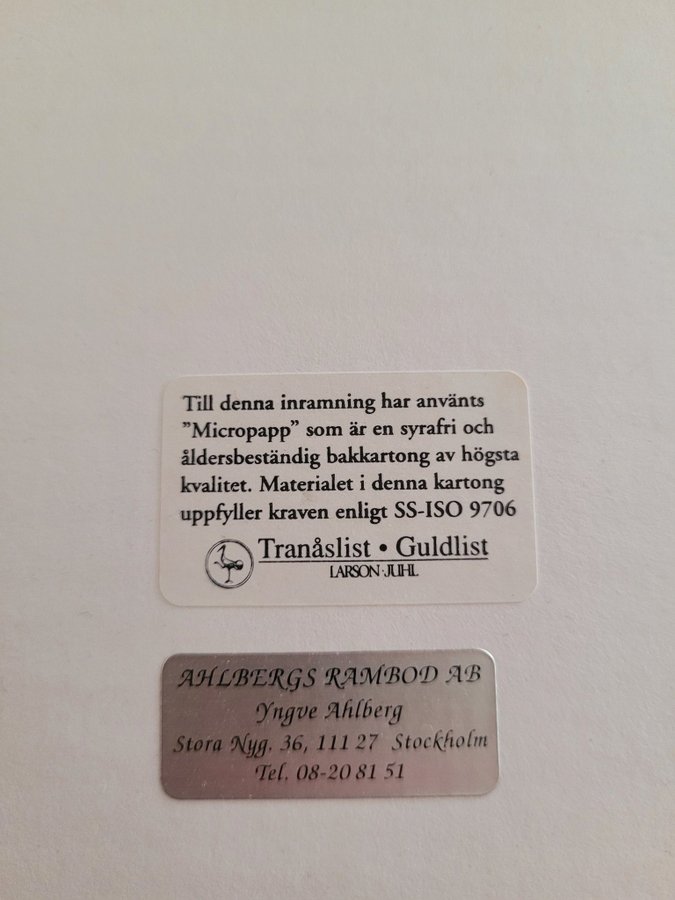 Till denna inramning har använts
”Micropapp” som är en syrafri och
åldersbeständig bakkartong av högsta
kvalitet. Materialet i denna kartong
uppfyller kraven enligt SS-ISO 9706
Tranåslist • Guldlist
LARSON·JUHL
AHLBERGS RAMBOD AB
Yngve Ahlberg
Stora Nyg. 36, 111 27 Stockholm
Tel. 08-20 81 51